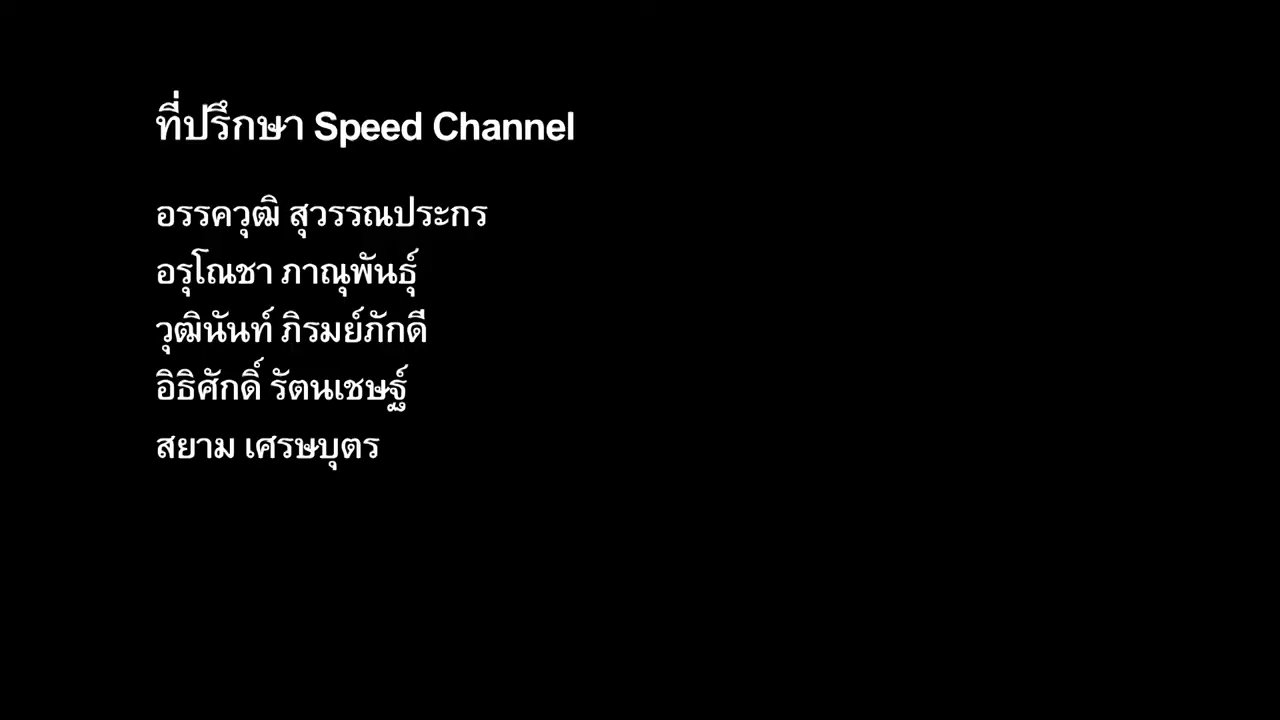 ที่ปรึกษา Speed Channel
อรรควุฒิ สุวรรณประกร
อรุโณชา ภาณุพันธุ์
วุฒินันท์ ภิรมย์ภักดี
อิธิศักดิ์ รัตนเชษฐ์
สยาม เศรษบุตร